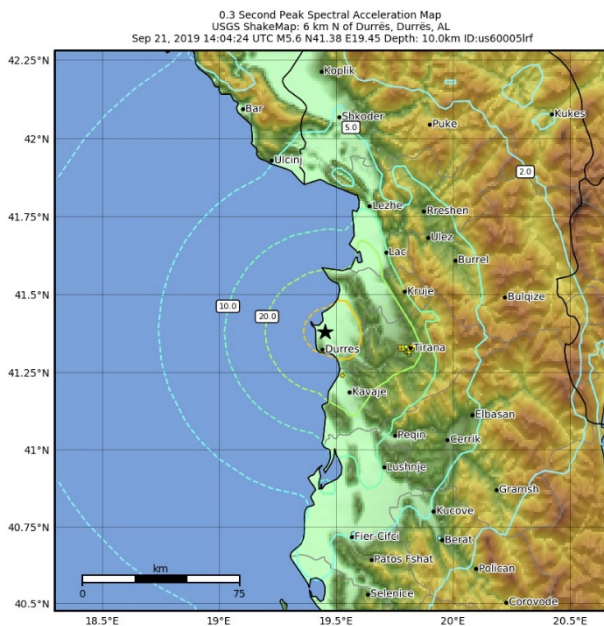 0.3 Second Peak Spectral Acceleration Map
USGS ShakeMap: 6 km N of Durrës, Durrës, AL
Sep 21, 2019 14:04:24 UTC M5.6 N41.38 E19.45 Depth: 10.0km ID:us60005lrf
42.25°N
Koplik
Bar
Shkoder
Kukes
5.0
Puke
42°N
Ulcinj
2.0
Lezhe
Rreshen
41.75°N
Ulez
Lac
Burrel
Kruje
Bulqize
41.5°N
10.0
20.0
Durres
Tirana
41.25°N
Kavaje
Elbasan
Peqin
Cerrik
41°N
Lushnje
Gramsh
Kucove
40.75°N
Fier-Cifci
Berat
Patos Fshat
Polican
km
0
75
Selenice
Corovode
40.5°N
18.5°E
19°E
19.5°E
20°E
20.5°E